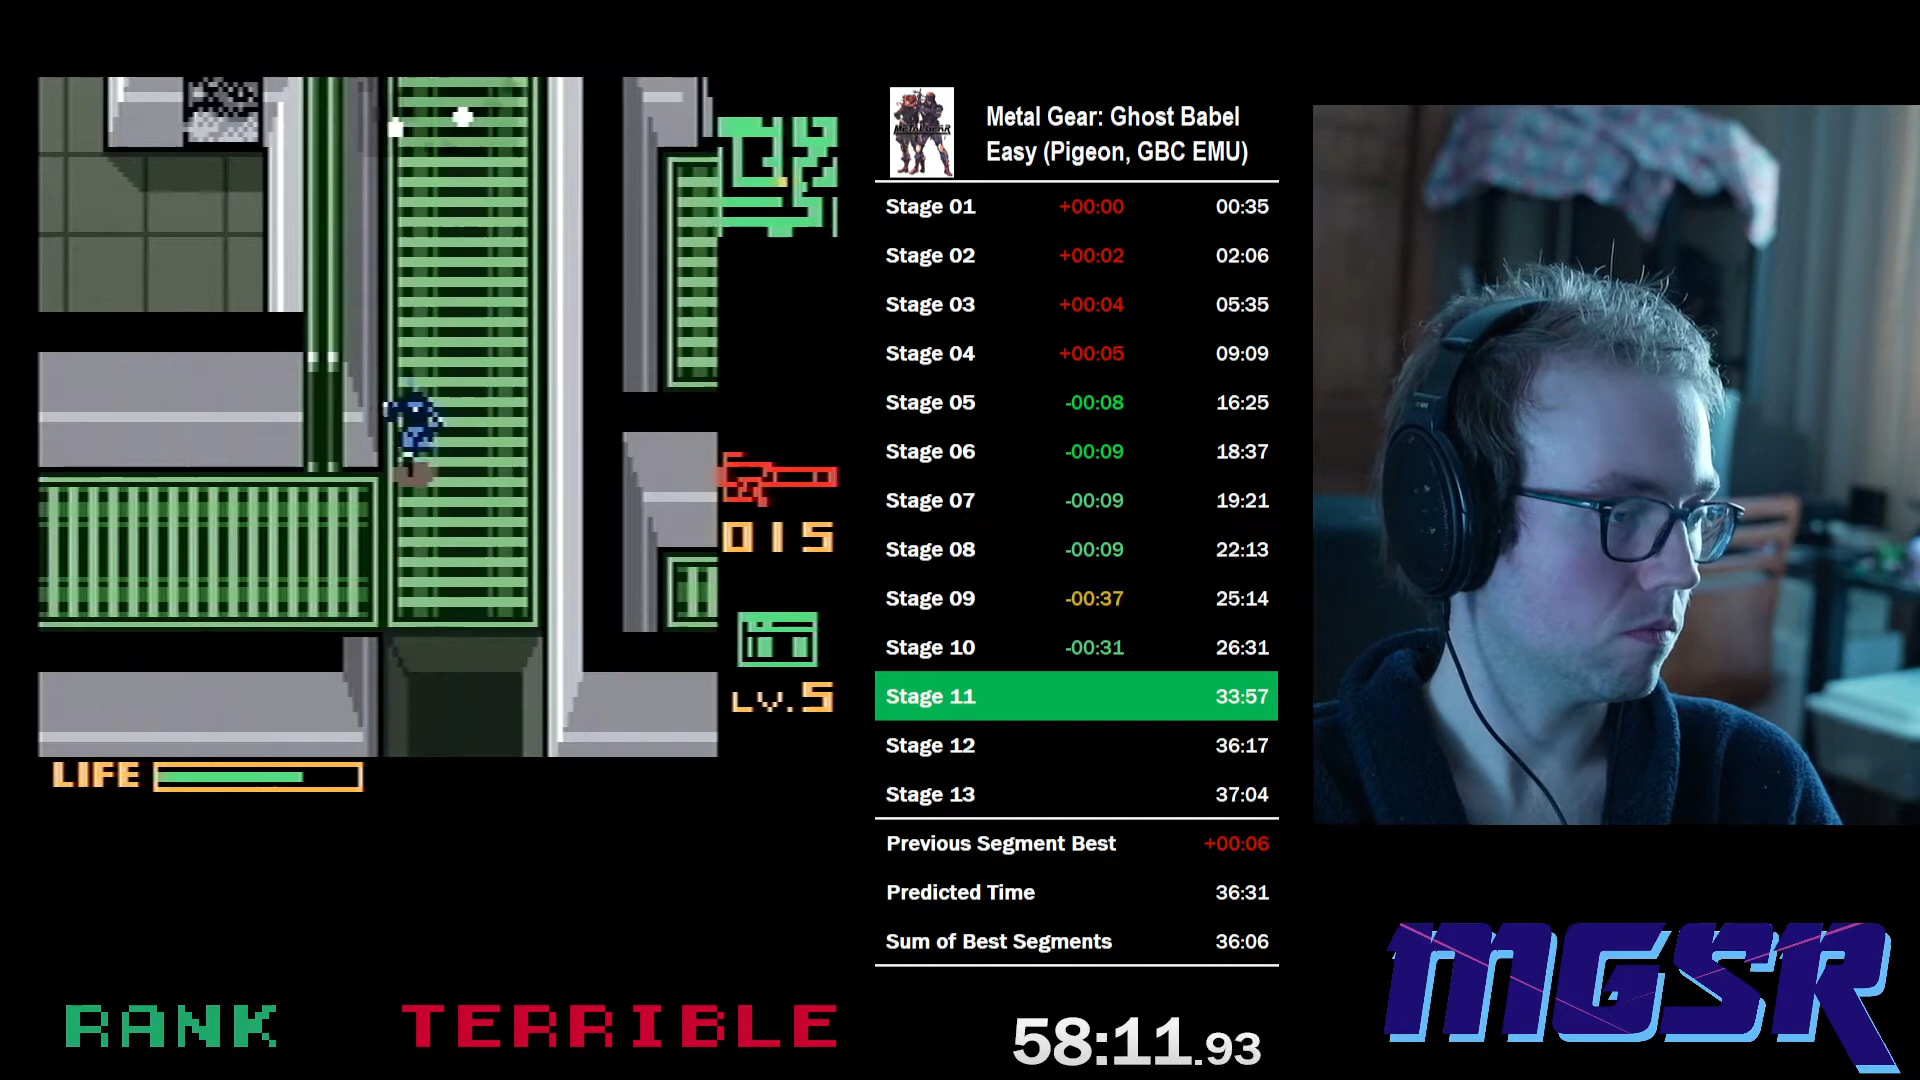 Metal Gear: Ghost Babel
Easy (Pigeon, GBC EMU)
Stage 01 +00:00 00:35
Stage 02 +00:02 02:06
Stage 03 +00:04 05:35
Stage 04 +00:05 09:09
Stage 05 -00:08 16:25
Stage 06 -00:09 18:37
Stage 07 -00:09 19:21
Stage 08 -00:09 22:13
Stage 09 -00:37 25:14
Stage 10 -00:31 26:31
Stage 11 33:57
Stage 12 36:17
Stage 13 37:04
Previous Segment Best +00:06
Predicted Time 36:31
Sum of Best Segments 36:06
58:11.93
015
LV.5
LIFE
RANK TERRIBLE
METAL GEAR
MGSR